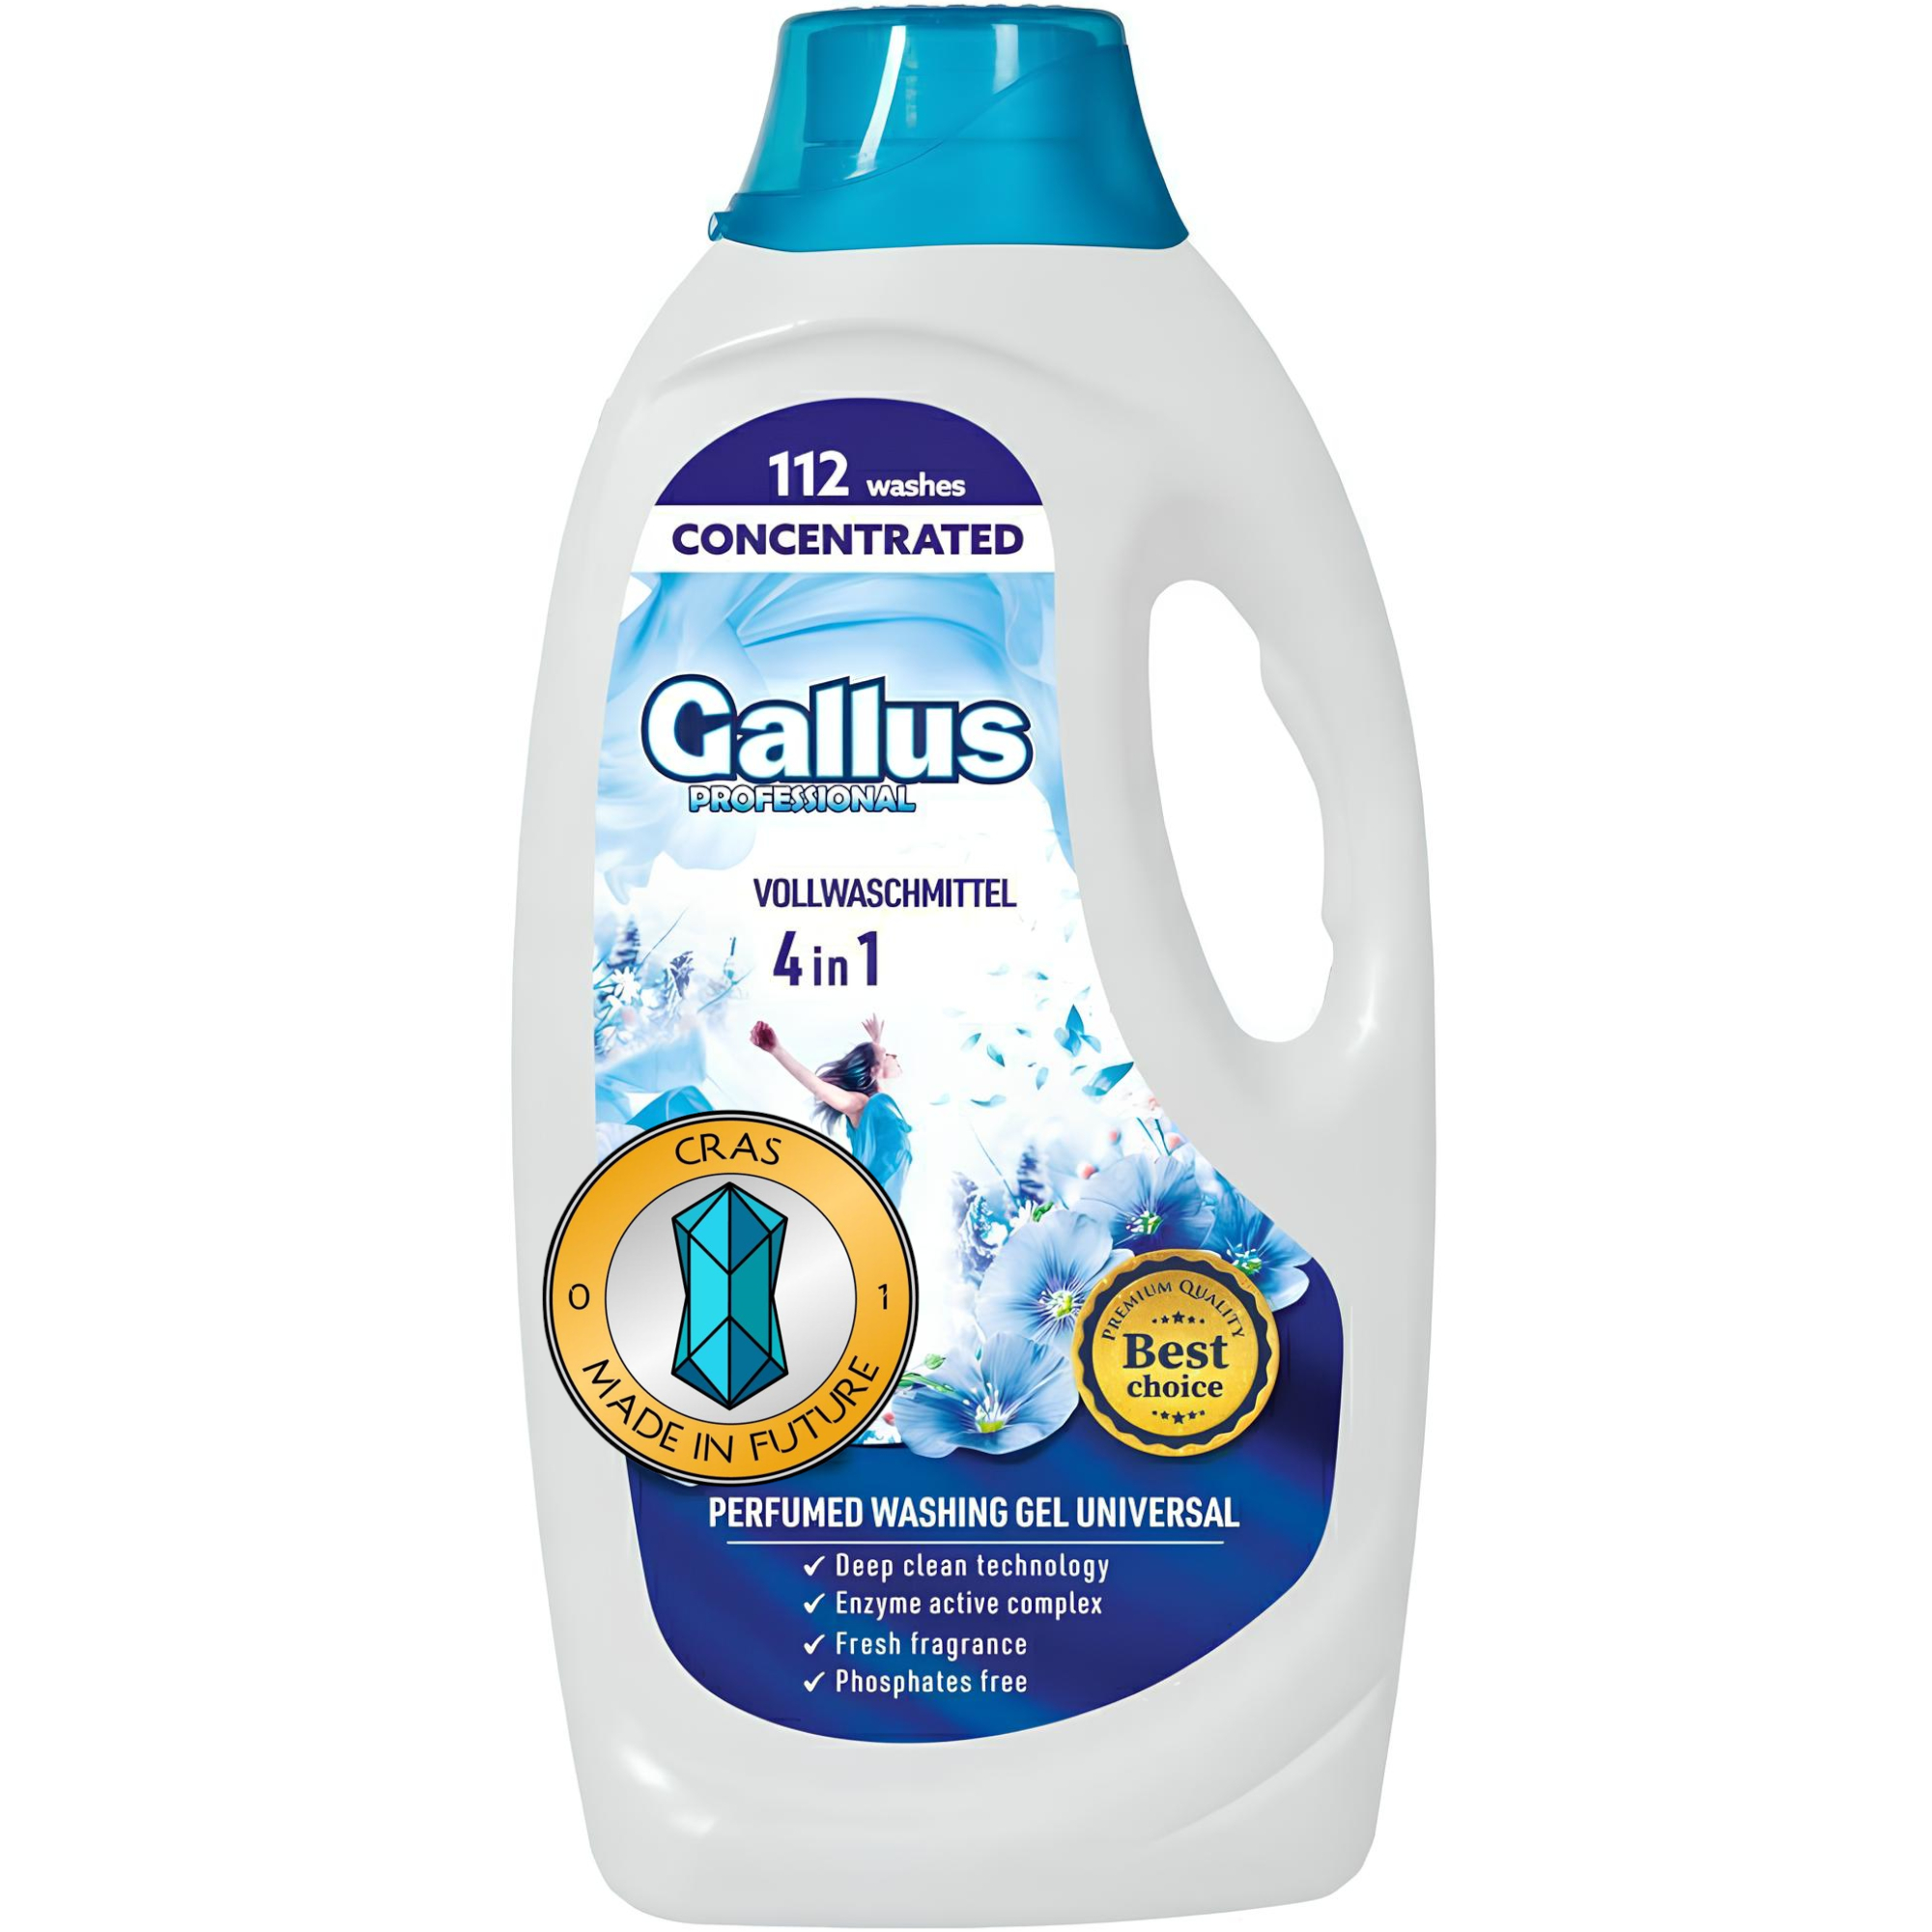 112 washes
CONCENTRATED
Gallus
PROFESSIONAL
VOLLWASCHMITTEL
4 in 1
CRAS
0 1
MADE IN FUTURE
PREMIUM QUALITY
Best
choice
PERFUMED WASHING GEL UNIVERSAL
✓ Deep clean technology
✓ Enzyme active complex
✓ Fresh fragrance
✓ Phosphates free